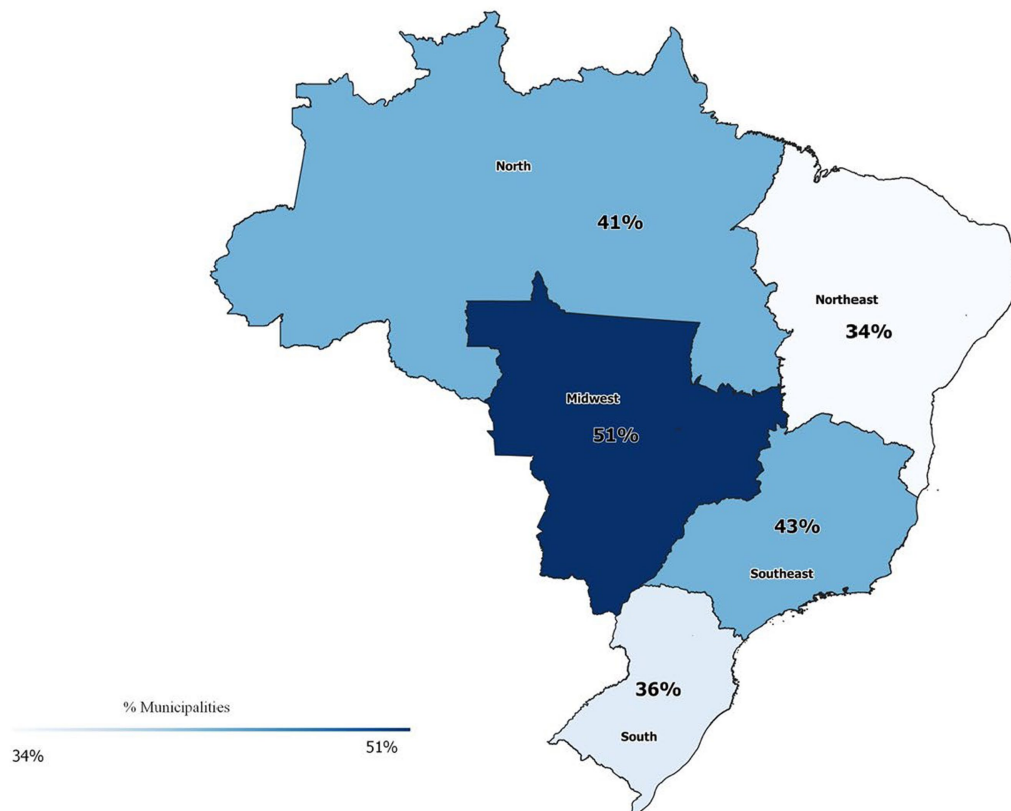 North
41%
Northeast
34%
Midwest
51%
43%
Southeast
36%
South
% Municipalities
34%
51%